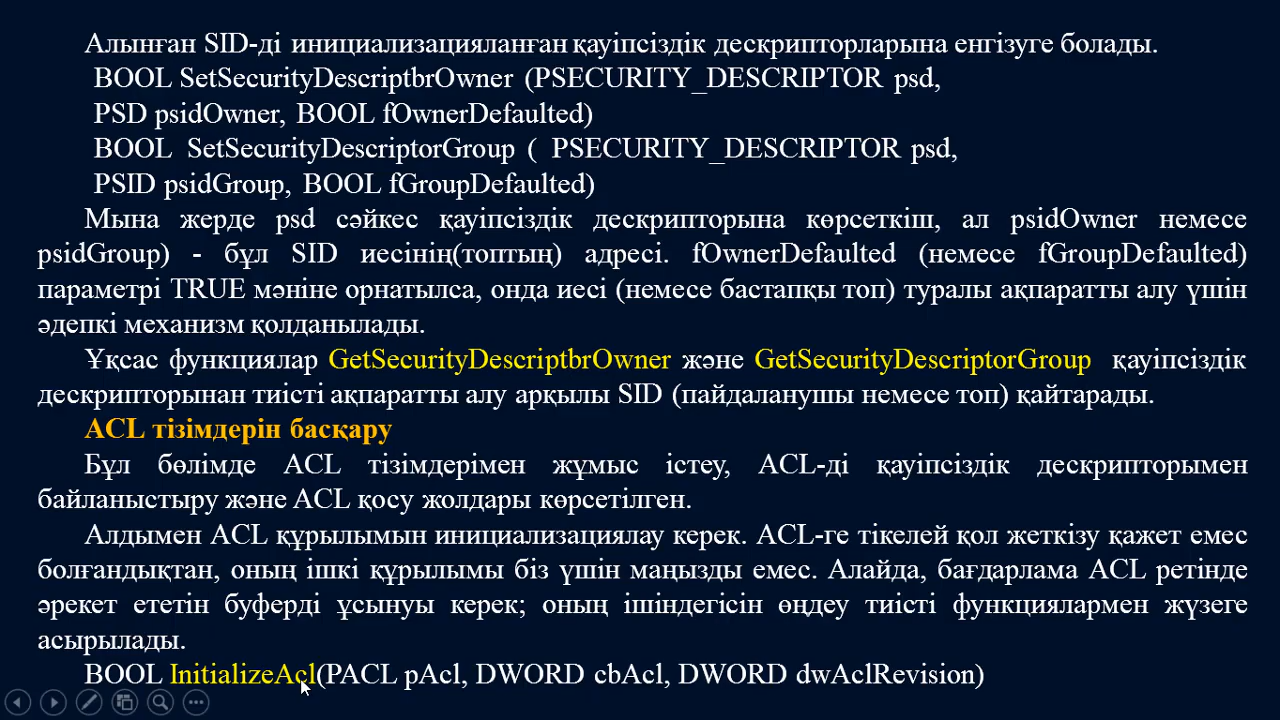 Алынған SID-ді инициализацияланған қауіпсіздік дескрипторларына енгізуге болады.
BOOL SetSecurityDescriptbrOwner (PSECURITY_DESCRIPTOR psd,
PSD psidOwner, BOOL fOwnerDefaulted)
BOOL SetSecurityDescriptorGroup ( PSECURITY_DESCRIPTOR psd,
PSID psidGroup, BOOL fGroupDefaulted)
Мына жерде psd сәйкес қауіпсіздік дескрипторына көрсеткіш, ал psidOwner немесе
psidGroup) - бұл SID иесінің(топтың) адресі. fOwnerDefaulted (немесе fGroupDefaulted)
параметрі TRUE мәніне орнатылса, онда иесі (немесе бастапқы топ) туралы ақпаратты алу үшін
әдепкі механизм қолданылады.
Ұқсас функциялар GetSecurityDescriptbrOwner және GetSecurityDescriptorGroup қауіпсіздік
дескрипторынан тиісті ақпаратты алу арқылы SID (пайдаланушы немесе топ) қайтарады.
ACL тізімдерін басқару
Бұл бөлімде ACL тізімдерімен жұмыс істеу, ACL-ді қауіпсіздік дескрипторымен
байланыстыру және ACL қосу жолдары көрсетілген.
Алдымен ACL құрылымын инициализациялау керек. ACL-ге тікелей қол жеткізу қажет емес
болғандықтан, оның ішкі құрылымы біз үшін маңызды емес. Алайда, бағдарлама ACL ретінде
әрекет ететін буферді ұсынуы керек; оның ішіндегісін өңдеу тиісті функциялармен жүзеге
асырылады.
BOOL InitializeAcl(PACL pAcl, DWORD cbAcl, DWORD dwAclRevision)